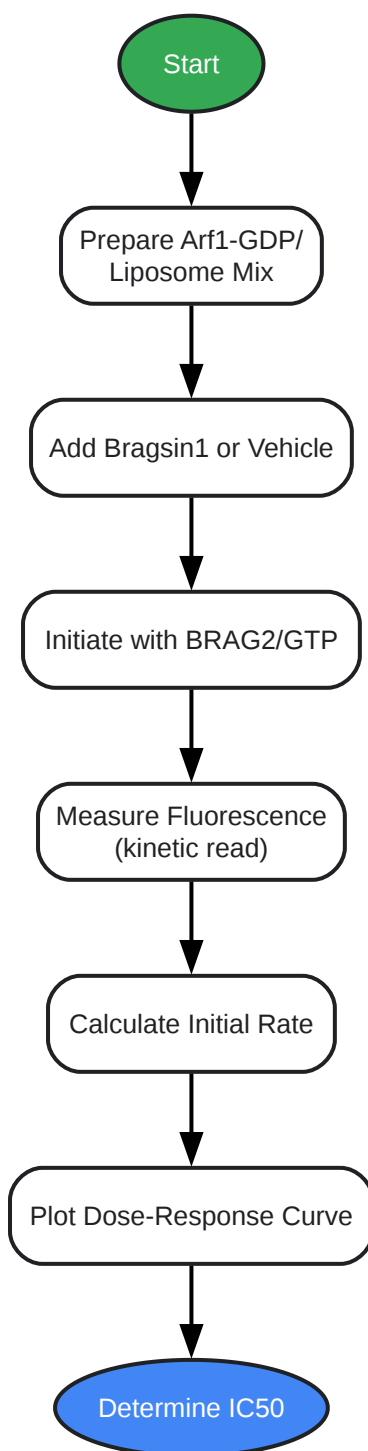 Start
Prepare Arf1-GDP/
Liposome Mix
Add Bragsin1 or Vehicle
Initiate with BRAG2/GTP
Measure Fluorescence
(kinetic read)
Calculate Initial Rate
Plot Dose-Response Curve
Determine IC50